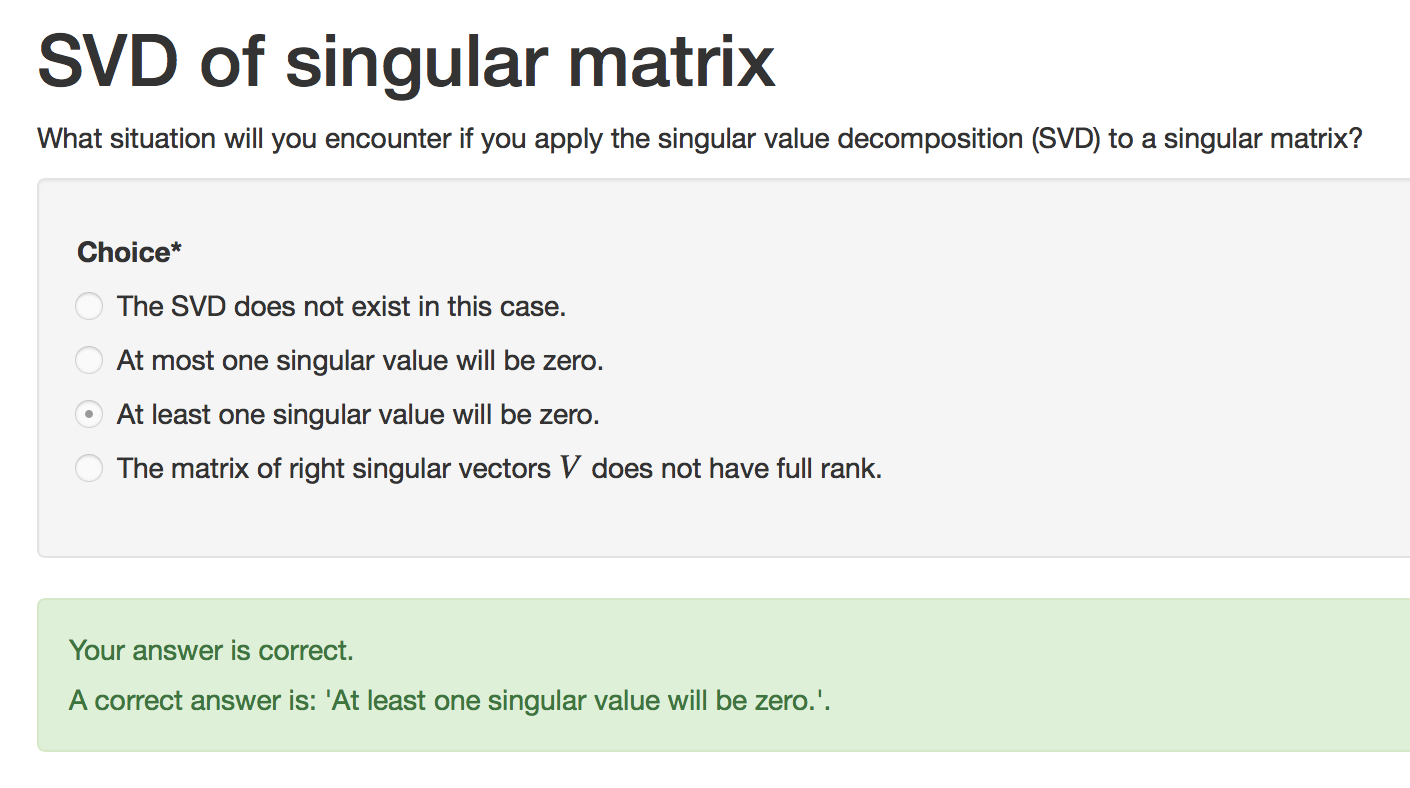 SVD of singular matrix
What situation will you encounter if you apply the singular value decomposition (SVD) to a singular matrix?
Choice*
The SVD does not exist in this case.
At most one singular value will be zero.
At least one singular value will be zero.
The matrix of right singular vectors V does not have full rank.
Your answer is correct.
A correct answer is: 'At least one singular value will be zero.'.